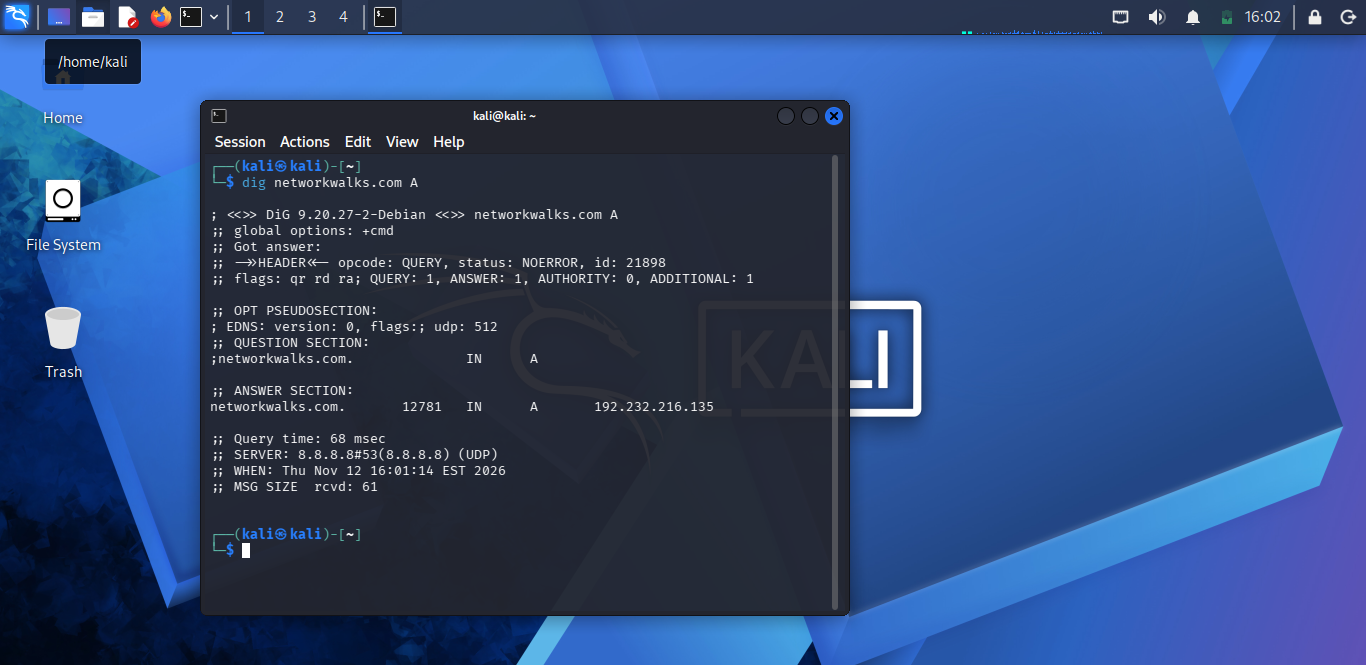 1 2 3 4 16:02
/home/kali
Home
File System
Trash
kali@kali: ~
Session Actions Edit View Help
┌──(kali㉿kali)-[~]
└─$ dig networkwalks.com A
; <<>> DiG 9.20.27-2-Debian <<>> networkwalks.com A
;; global options: +cmd
;; Got answer:
;; ->>HEADER<<- opcode: QUERY, status: NOERROR, id: 21898
;; flags: qr rd ra; QUERY: 1, ANSWER: 1, AUTHORITY: 0, ADDITIONAL: 1
;; OPT PSEUDOSECTION:
; EDNS: version: 0, flags:; udp: 512
;; QUESTION SECTION:
;networkwalks.com. IN A
;; ANSWER SECTION:
networkwalks.com. 12781 IN A 192.232.216.135
;; Query time: 68 msec
;; SERVER: 8.8.8.8#53(8.8.8.8) (UDP)
;; WHEN: Thu Nov 12 16:01:14 EST 2026
;; MSG SIZE  rcvd: 61
┌──(kali㉿kali)-[~]
└─$
KALI